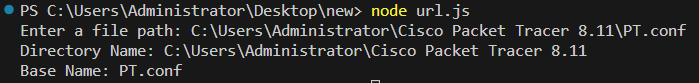 PS C:\Users\Administrator\Desktop\new> node url.js
Enter a file path: C:\Users\Administrator\Cisco Packet Tracer 8.11\PT.conf
Directory Name: C:\Users\Administrator\Cisco Packet Tracer 8.11
Base Name: PT.conf